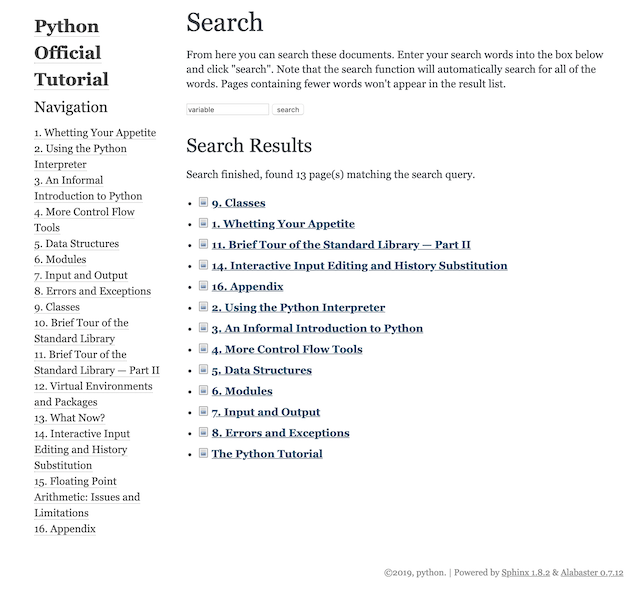 Python
Official
Tutorial
Navigation
1. Whetting Your Appetite
2. Using the Python
Interpreter
3. An Informal
Introduction to Python
4. More Control Flow
Tools
5. Data Structures
6. Modules
7. Input and Output
8. Errors and Exceptions
9. Classes
10. Brief Tour of the
Standard Library
11. Brief Tour of the
Standard Library — Part II
12. Virtual Environments
and Packages
13. What Now?
14. Interactive Input
Editing and History
Substitution
15. Floating Point
Arithmetic: Issues and
Limitations
16. Appendix
Search
From here you can search these documents. Enter your search words into the box below
and click "search". Note that the search function will automatically search for all of the
words. Pages containing fewer words won't appear in the result list.
variable search
Search Results
Search finished, found 13 page(s) matching the search query.
9. Classes
1. Whetting Your Appetite
11. Brief Tour of the Standard Library — Part II
14. Interactive Input Editing and History Substitution
16. Appendix
2. Using the Python Interpreter
3. An Informal Introduction to Python
4. More Control Flow Tools
5. Data Structures
6. Modules
7. Input and Output
8. Errors and Exceptions
The Python Tutorial
©2019, python. | Powered by Sphinx 1.8.2 & Alabaster 0.7.12